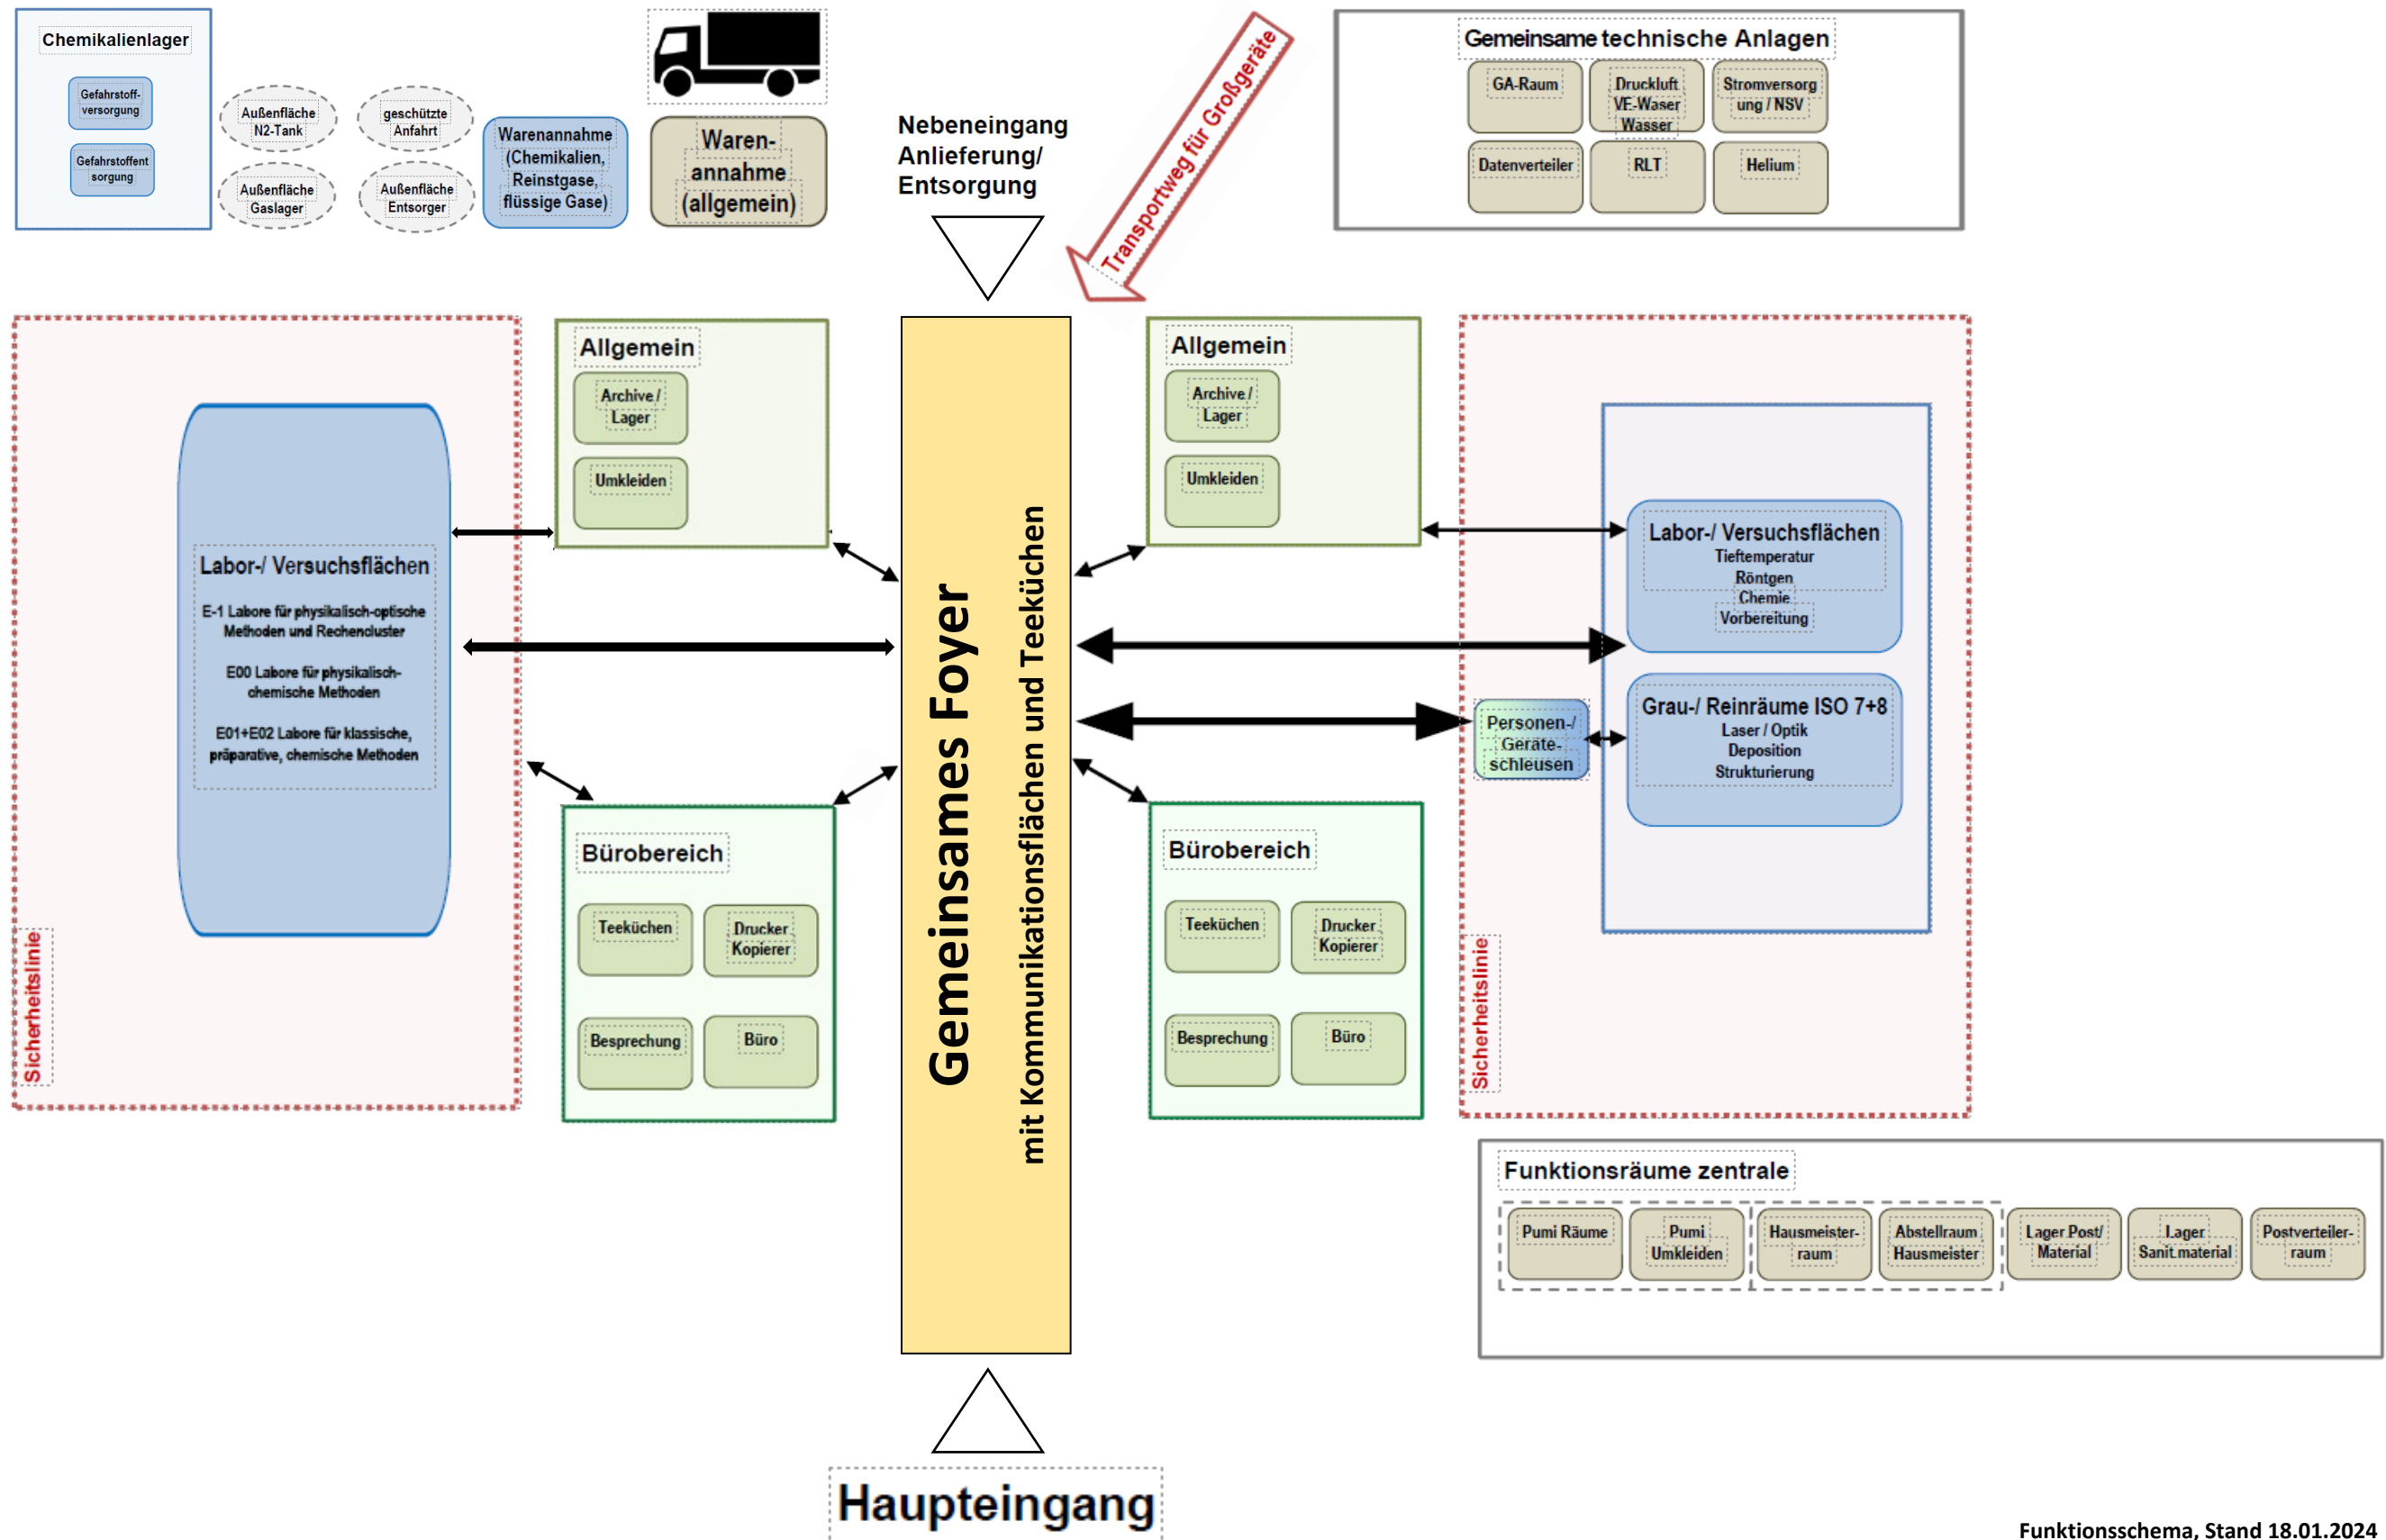 Chemikalienlager
Gefahrstoff-
versorgung
Gefahrstoffent
sorgung
Außenfläche
N2-Tank
geschützte
Anfahrt
Außenfläche
Gaslager
Außenfläche
Entsorger
Warenannahme
(Chemikalien,
Reinstgase,
flüssige Gase)
Waren-
annahme
(allgemein)
Nebeneingang
Anlieferung/
Entsorgung
Transportweg für Großgeräte
Gemeinsame technische Anlagen
GA-Raum
Druckluft
VE-Waser
Wasser
Stromversorg
ung / NSV
Datenverteiler
RLT
Helium
Labor-/ Versuchsflächen
E-1 Labore für physikalisch-optische
Methoden und Rechencluster
E00 Labore für physikalisch-
chemische Methoden
E01+E02 Labore für klassische,
präparative, chemische Methoden
Sicherheitslinie
Allgemein
Archive /
Lager
Umkleiden
Bürobereich
Teeküchen
Drucker
Kopierer
Besprechung
Büro
Gemeinsames Foyer
mit Kommunikationsflächen und Teeküchen
Allgemein
Archive /
Lager
Umkleiden
Bürobereich
Teeküchen
Drucker
Kopierer
Besprechung
Büro
Labor-/ Versuchsflächen
Tieftemperatur
Röntgen
Chemie
Vorbereitung
Personen-/
Geräte-
schleusen
Grau-/ Reinräume ISO 7+8
Laser / Optik
Deposition
Strukturierung
Sicherheitslinie
Funktionsräume zentrale
Pumi Räume
Pumi
Umkleiden
Hausmeister-
raum
Abstellraum
Hausmeister
Lager Post/
Material
Lager
Sanit.material
Postverteiler-
raum
Haupteingang
Funktionsschema, Stand 18.01.2024